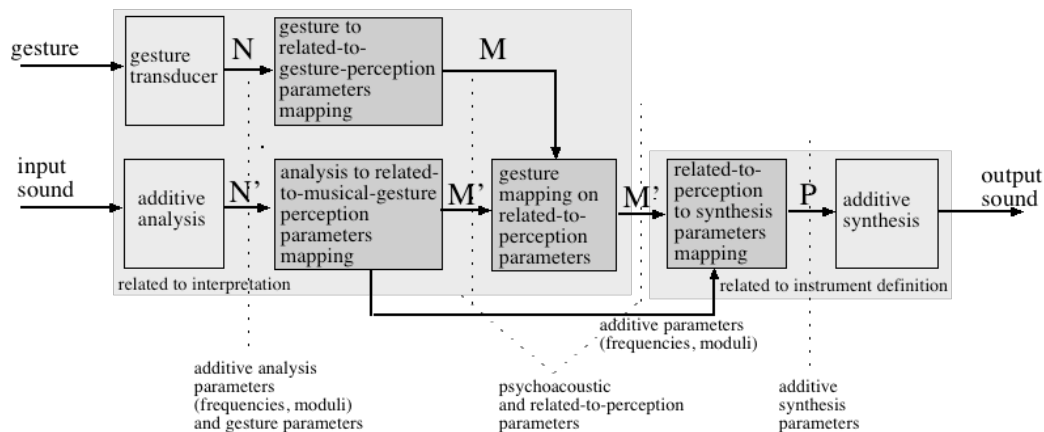 gesture
gesture
transducer
N
gesture to
related-to-
gesture-perception
parameters
mapping
M
input
sound
additive
analysis
N'
analysis to related-
to-musical-gesture
perception
parameters
mapping
M'
gesture
mapping on
related-to-
perception
parameters
M'
related-to-
perception
to synthesis
parameters
mapping
P
additive
synthesis
output
sound
related to interpretation
related to instrument definition
additive parameters
(frequencies, moduli)
additive analysis
parameters
(frequencies, moduli)
and gesture parameters
psychoacoustic
and related-to-perception
parameters
additive
synthesis
parameters